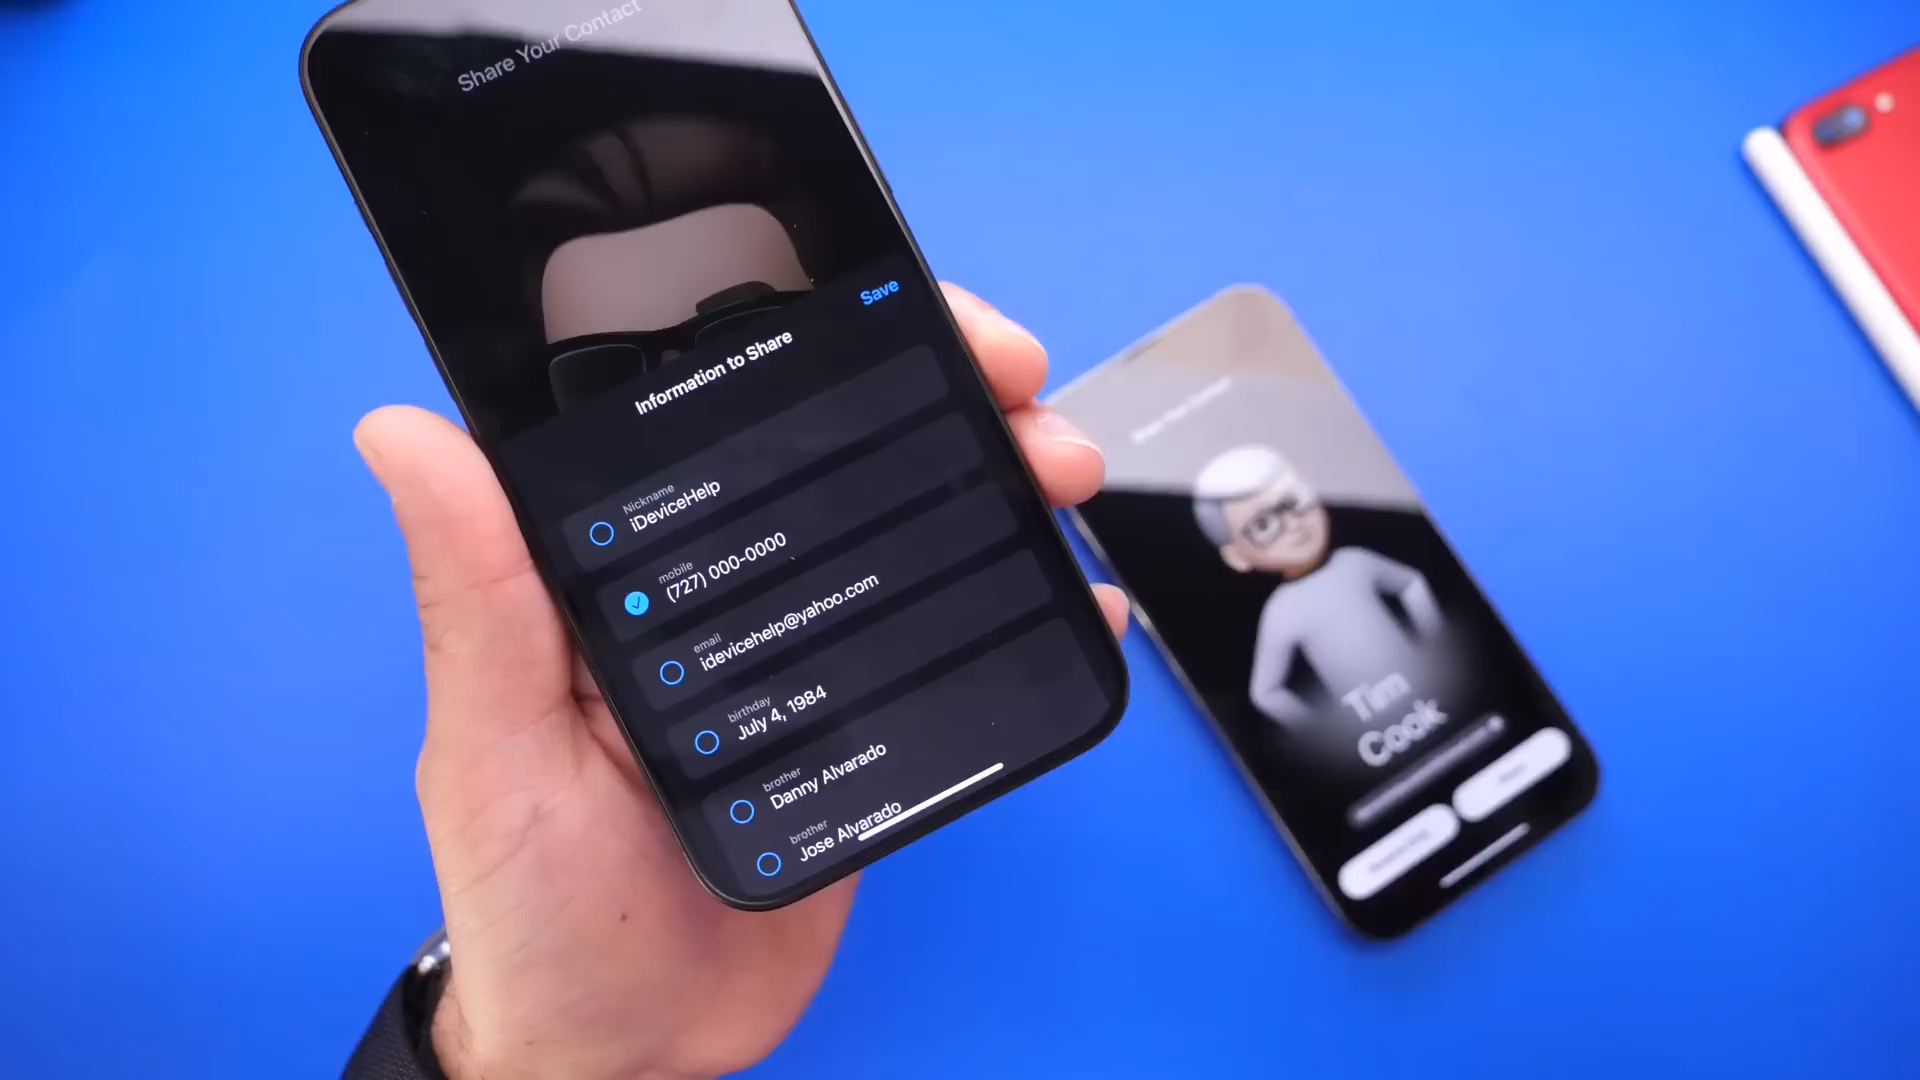 Share Your Contact
Save
Information to Share
Nickname
iDeviceHelp
mobile
(727) 000-0000
email
idevicehelp@yahoo.com
birthday
July 4, 1984
brother
Danny Alvarado
brother
Jose Alvarado
Tim
Cook